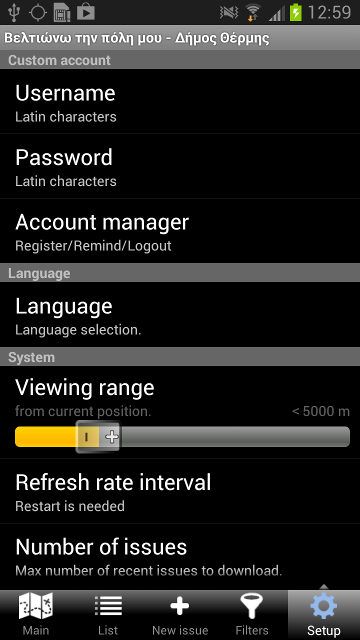 12:59
Βελτιώνω την πόλη μου - Δήμος Θέρμης
Custom account
Username
Latin characters
Password
Latin characters
Account manager
Register/Remind/Logout
Language
Language
Language selection.
System
Viewing range
from current position. < 5000 m
Refresh rate interval
Restart is needed
Number of issues
Max number of recent issues to download.
Main List New issue Filters Setup